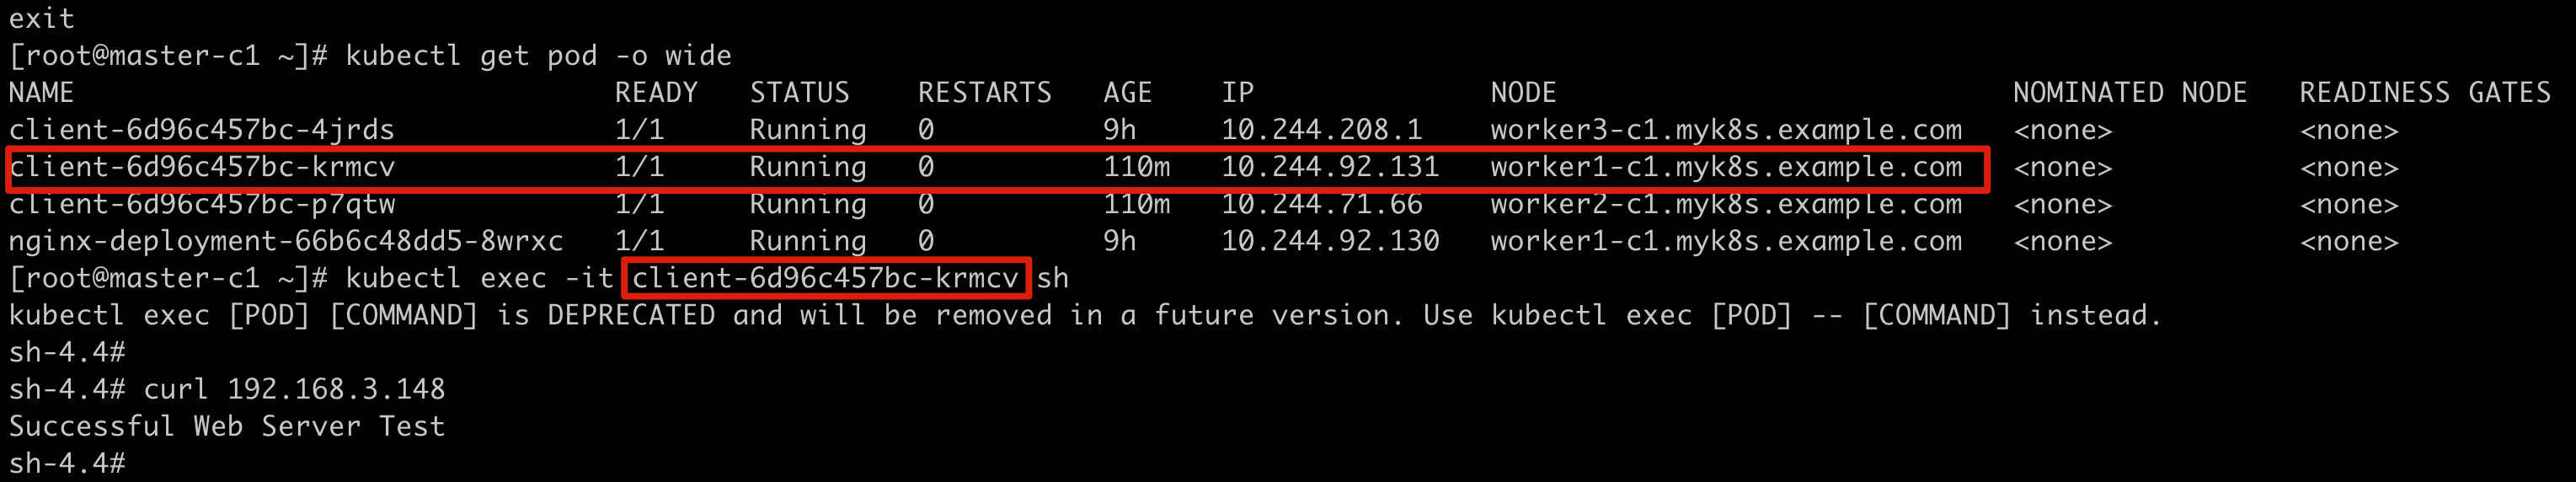 exit
[root@master-c1 ~]# kubectl get pod -o wide
NAME READY STATUS RESTARTS AGE IP NODE NOMINATED NODE READINESS GATES
client-6d96c457bc-4jrds 1/1 Running 0 9h 10.244.208.1 worker3-c1.myk8s.example.com <none> <none>
client-6d96c457bc-krmcv 1/1 Running 0 110m 10.244.92.131 worker1-c1.myk8s.example.com <none> <none>
client-6d96c457bc-p7qtw 1/1 Running 0 110m 10.244.71.66 worker2-c1.myk8s.example.com <none> <none>
nginx-deployment-66b6c48dd5-8wrxc 1/1 Running 0 9h 10.244.92.130 worker1-c1.myk8s.example.com <none> <none>
[root@master-c1 ~]# kubectl exec -it client-6d96c457bc-krmcv sh
kubectl exec [POD] [COMMAND] is DEPRECATED and will be removed in a future version. Use kubectl exec [POD] -- [COMMAND] instead.
sh-4.4#
sh-4.4# curl 192.168.3.148
Successful Web Server Test
sh-4.4#